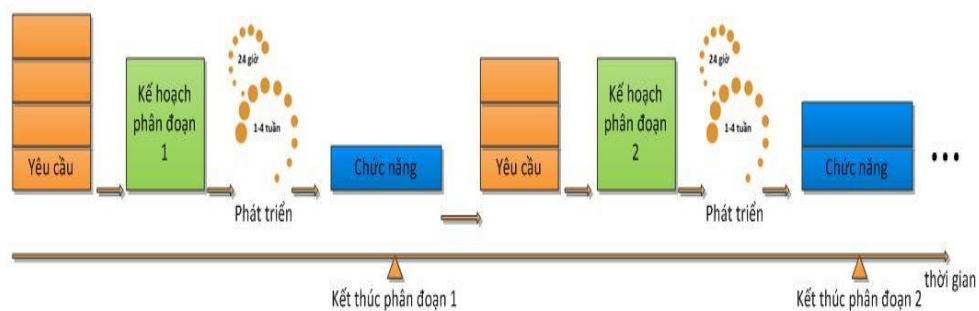 Yêu cầu
Kế hoạch
phân đoạn
1
24 giờ
1-4 tuần
Phát triển
Chức năng
Yêu cầu
Kế hoạch
phân đoạn
2
24 giờ
1-4 tuần
Phát triển
Chức năng
...
thời gian
Kết thúc phân đoạn 1
Kết thúc phân đoạn 2